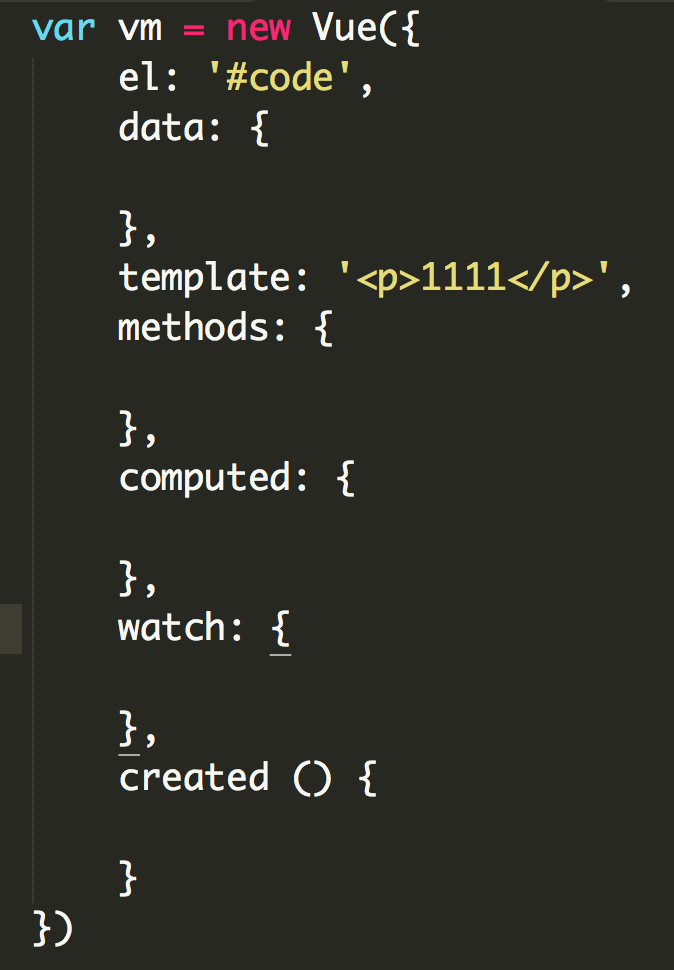 var vm = new Vue({
    el: '#code',
    data: {

    },
    template: '<p>1111</p>',
    methods: {

    },
    computed: {

    },
    watch: {

    },
    created () {

    }
})